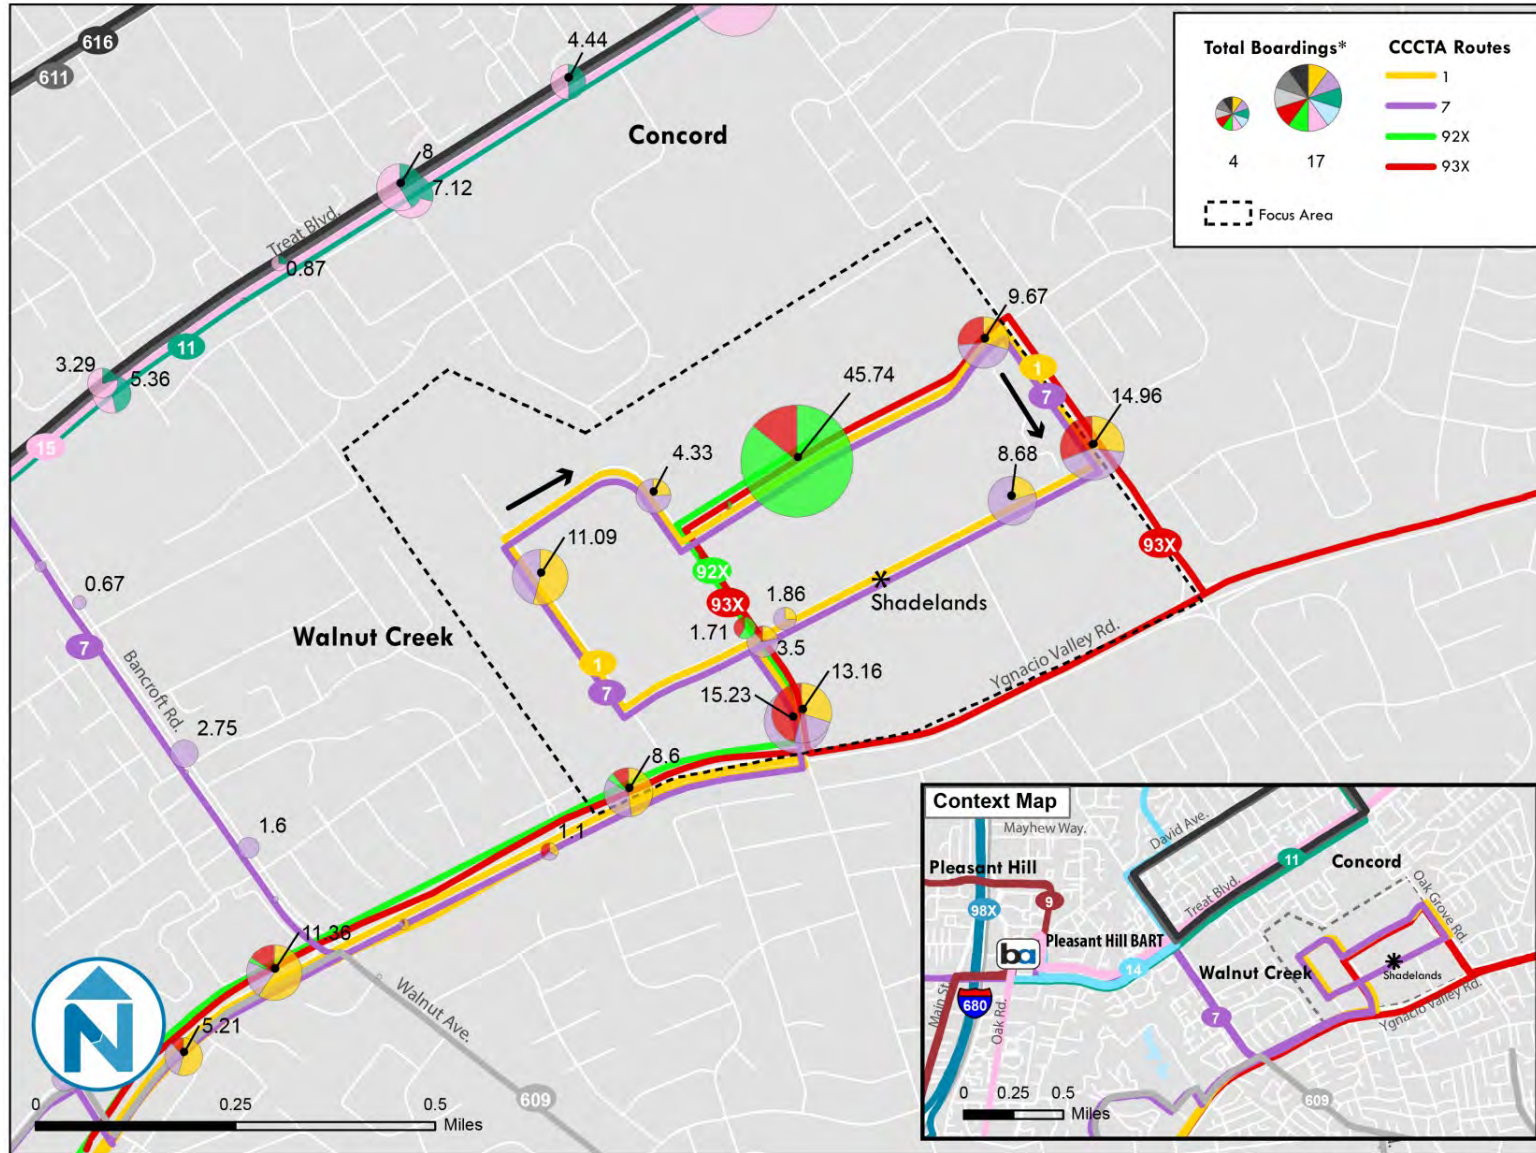 616
611
4.44
Concord
8
7.12
Treat Blvd.
0.87
11
3.29
5.36
15
Total Boardings*
CCCTA Routes
1
7
92X
93X
4
17
Focus Area
9.67
1
7
45.74
14.96
4.33
8.68
11.09
92X
93X
93X
1.86
Shadelands
1.71
3.5
0.67
7
Walnut Creek
1
7
Bancroft Rd.
15.23
13.16
Ygnacio Valley Rd.
2.75
8.6
1.6
1.1
11.36
Walnut Ave.
5.21
N
609
0
0.25
0.5
Miles
Context Map
Mayhew Way.
David Ave.
Pleasant Hill
11
Concord
9
98X
Treat Blvd.
Oak Grove Rd.
ba
Pleasant Hill BART
14
Walnut Creek
Shadelands
Main St.
680
Oak Rd.
7
Ygnacio Valley Rd.
609
0
0.25
0.5
Miles